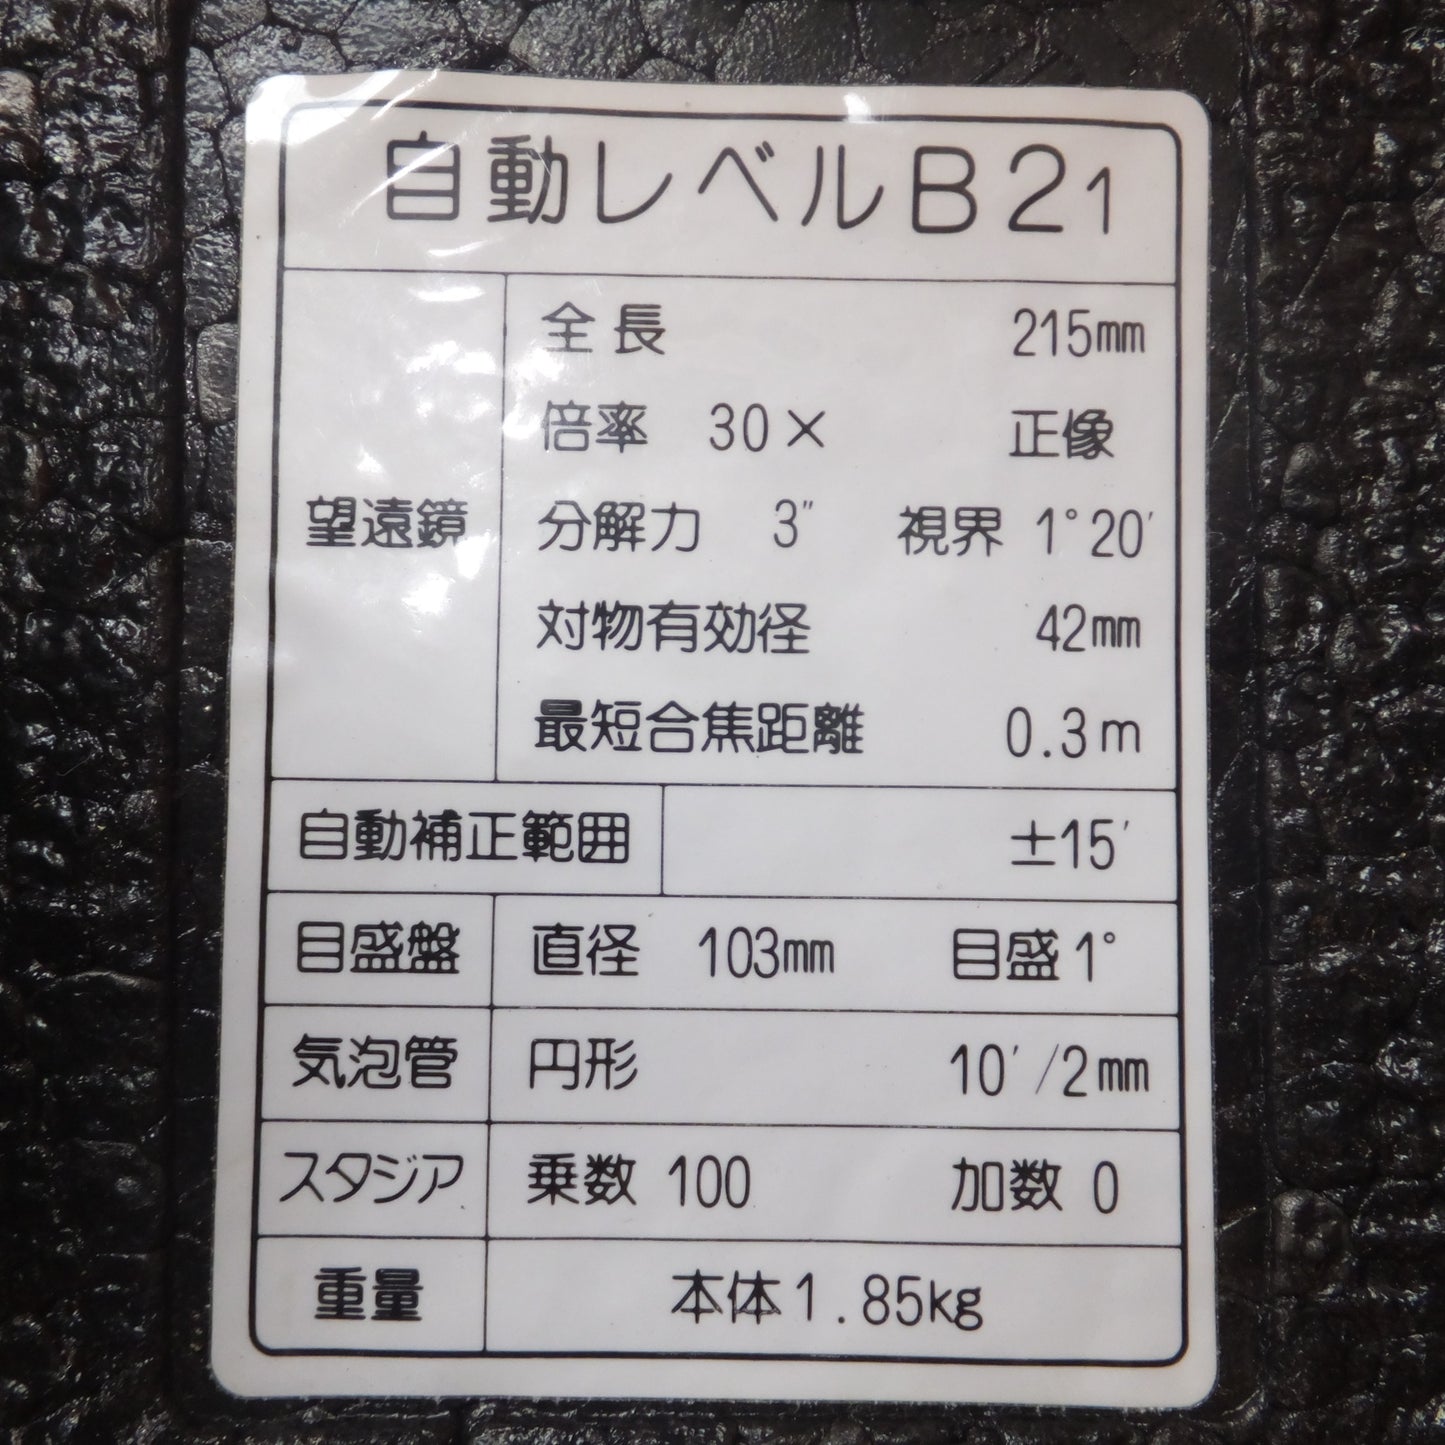 自動レベルB21
全長 215mm
倍率 30× 正像
望遠鏡 分解力 3″ 視界 1°20′
対物有効径 42mm
最短合焦距離 0.3m
自動補正範囲 ±15′
目盛盤 直径 103mm 目盛1°
気泡管 円形 10′/2mm
スタジア 乗数 100 加数 0
重量 本体1.85kg